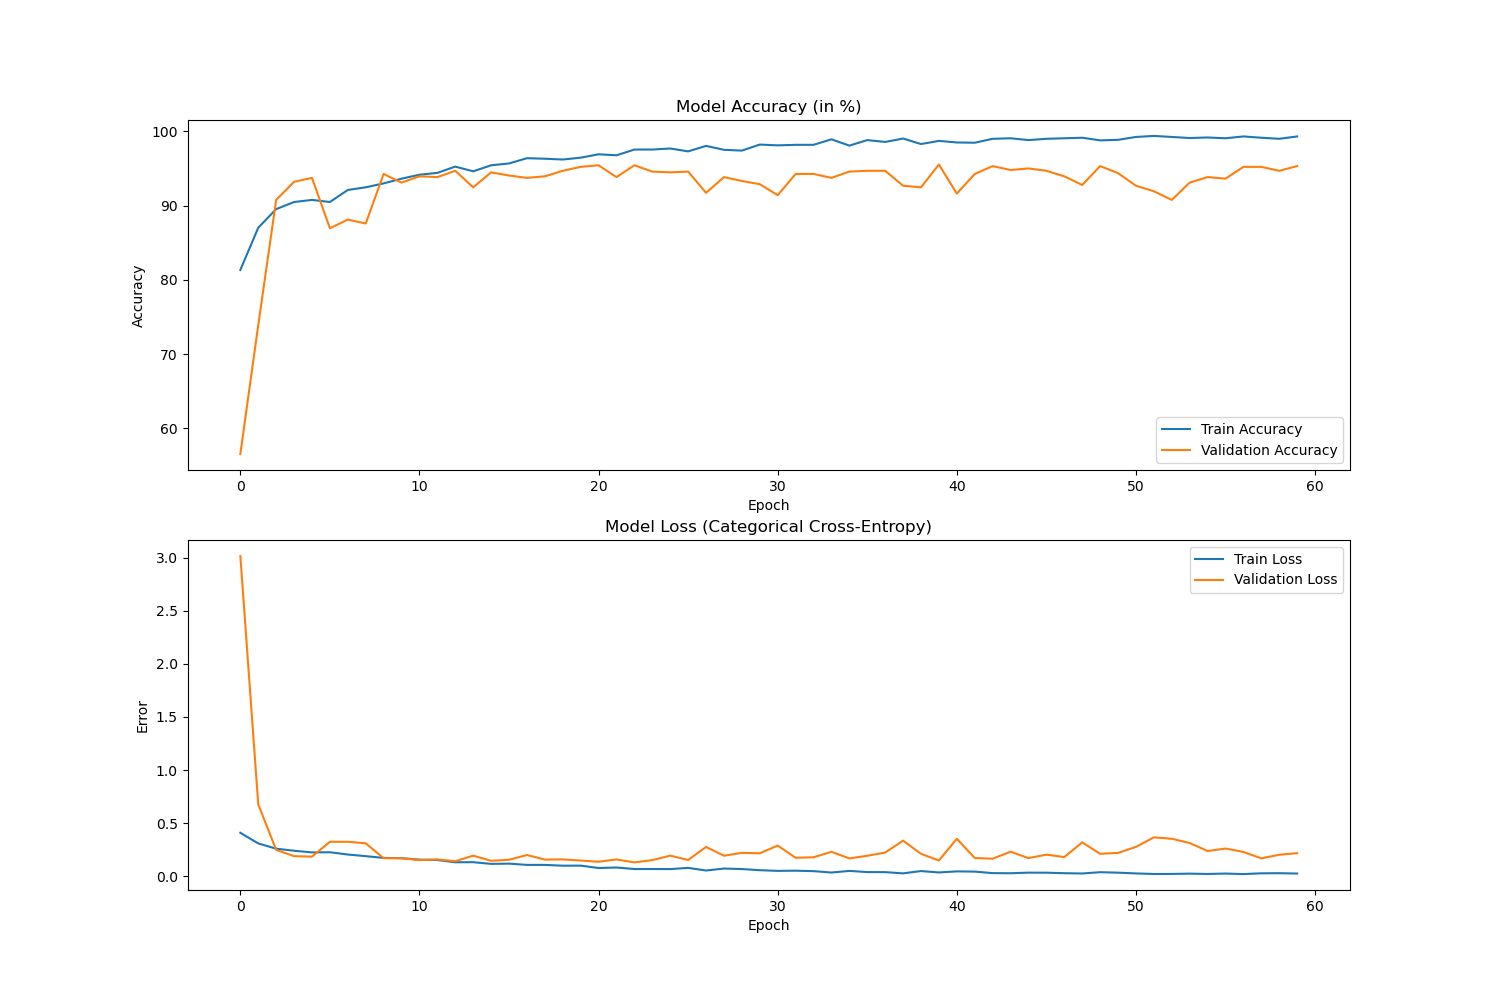 Model Accuracy (in %)
100
90
80
70
60
Accuracy
Train Accuracy
Validation Accuracy
0 10 20 30 40 50 60
Epoch
Model Loss (Categorical Cross-Entropy)
3.0
2.5
2.0
1.5
1.0
0.5
0.0
Error
Train Loss
Validation Loss
0 10 20 30 40 50 60
Epoch